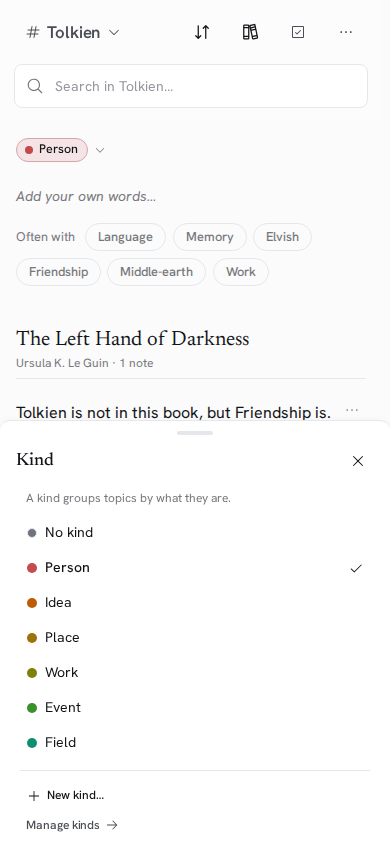 # Tolkien
Search in Tolkien...
Person
Add your own words...
Often with Language Memory Elvish
Friendship Middle-earth Work
The Left Hand of Darkness
Ursula K. Le Guin · 1 note
Tolkien is not in this book, but Friendship is.
Kind
A kind groups topics by what they are.
No kind
Person
Idea
Place
Work
Event
Field
New kind...
Manage kinds →